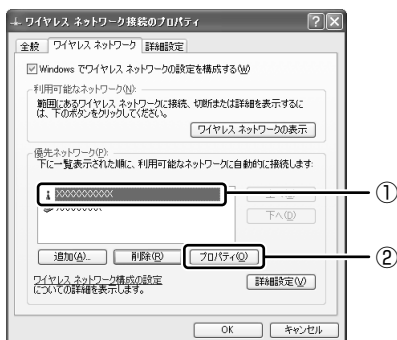 ワイヤレス ネットワーク接続のプロパティ
全般 ワイヤレス ネットワーク 詳細設定
Windows でワイヤレス ネットワークの設定を構成する(W)
利用可能なネットワーク(N):
範囲にあるワイヤレス ネットワークに接続、切断または詳細を表示するに
は、下のボタンをクリックしてください。
ワイヤレス ネットワークの表示
優先ネットワーク(P):
下に一覧表示された順に、利用可能なネットワークに自動的に接続します:
XXXXXXXXXX
①
下へ(D)
追加(A)... 削除(R) プロパティ(O)
②
ワイヤレス ネットワーク構成の設定
についての詳細を表示します。
詳細設定(V)
OK キャンセル